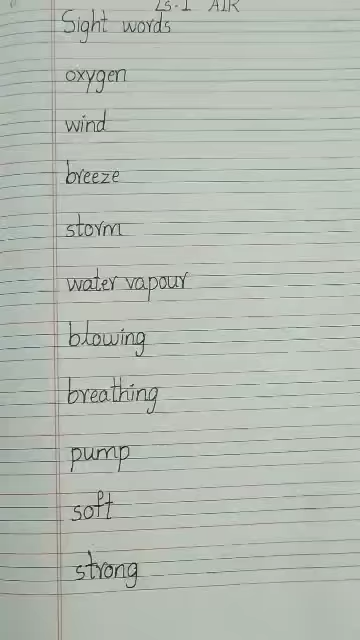 Ls.1 AIR
Sight words
oxygen
wind
breeze
storm
water vapour
blowing
breathing
pump
soft
strong